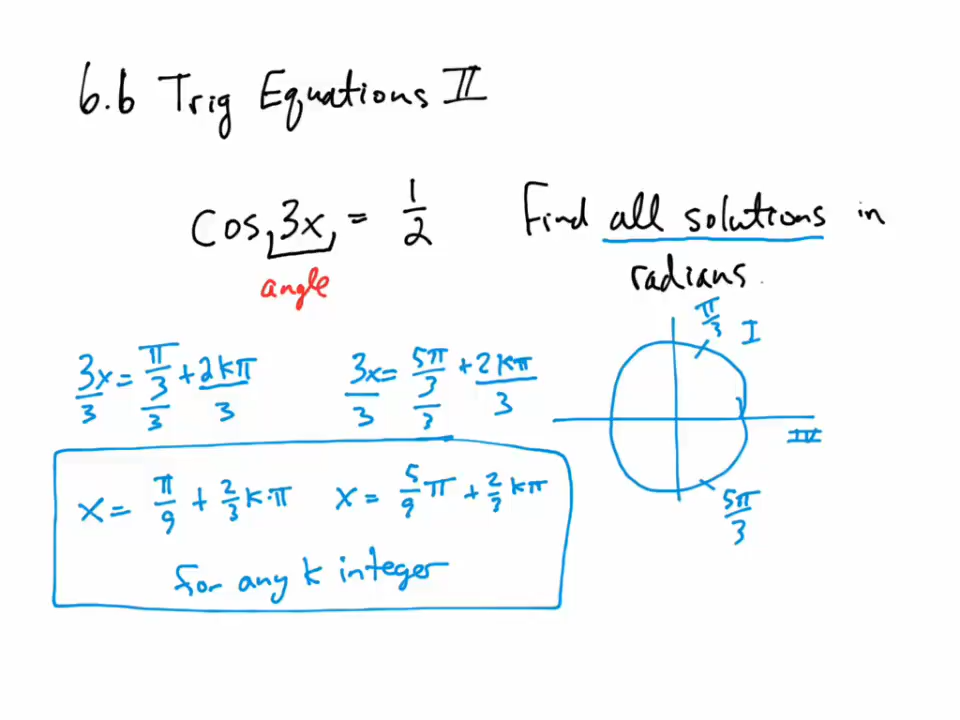 6.6 Trig Equations II
Cos 3x = 1/2 Find all solutions in
angle radians.
π/3 I
3x/3 = (π/3)/3 + 2kπ/3 3x/3 = (5π/3)/3 + 2kπ/3
IV
x = π/9 + 2/3 k·π x = 5/9 π + 2/3 kπ
5π/3
for any k integer